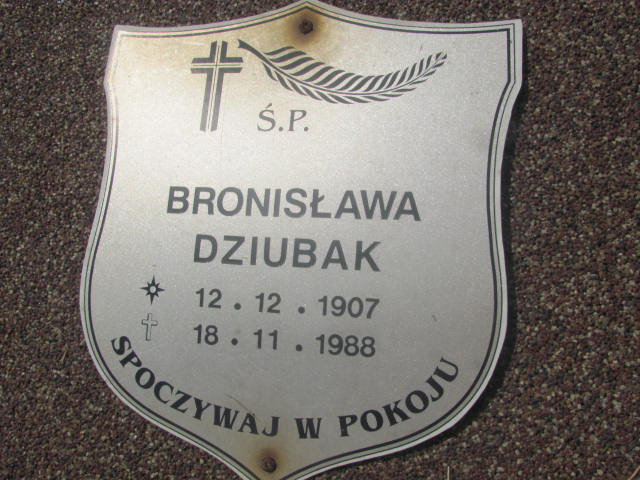 Ś.P.
BRONISŁAWA
DZIUBAK
12 . 12 . 1907
18 . 11 . 1988
SPOCZYWAJ W POKOJU